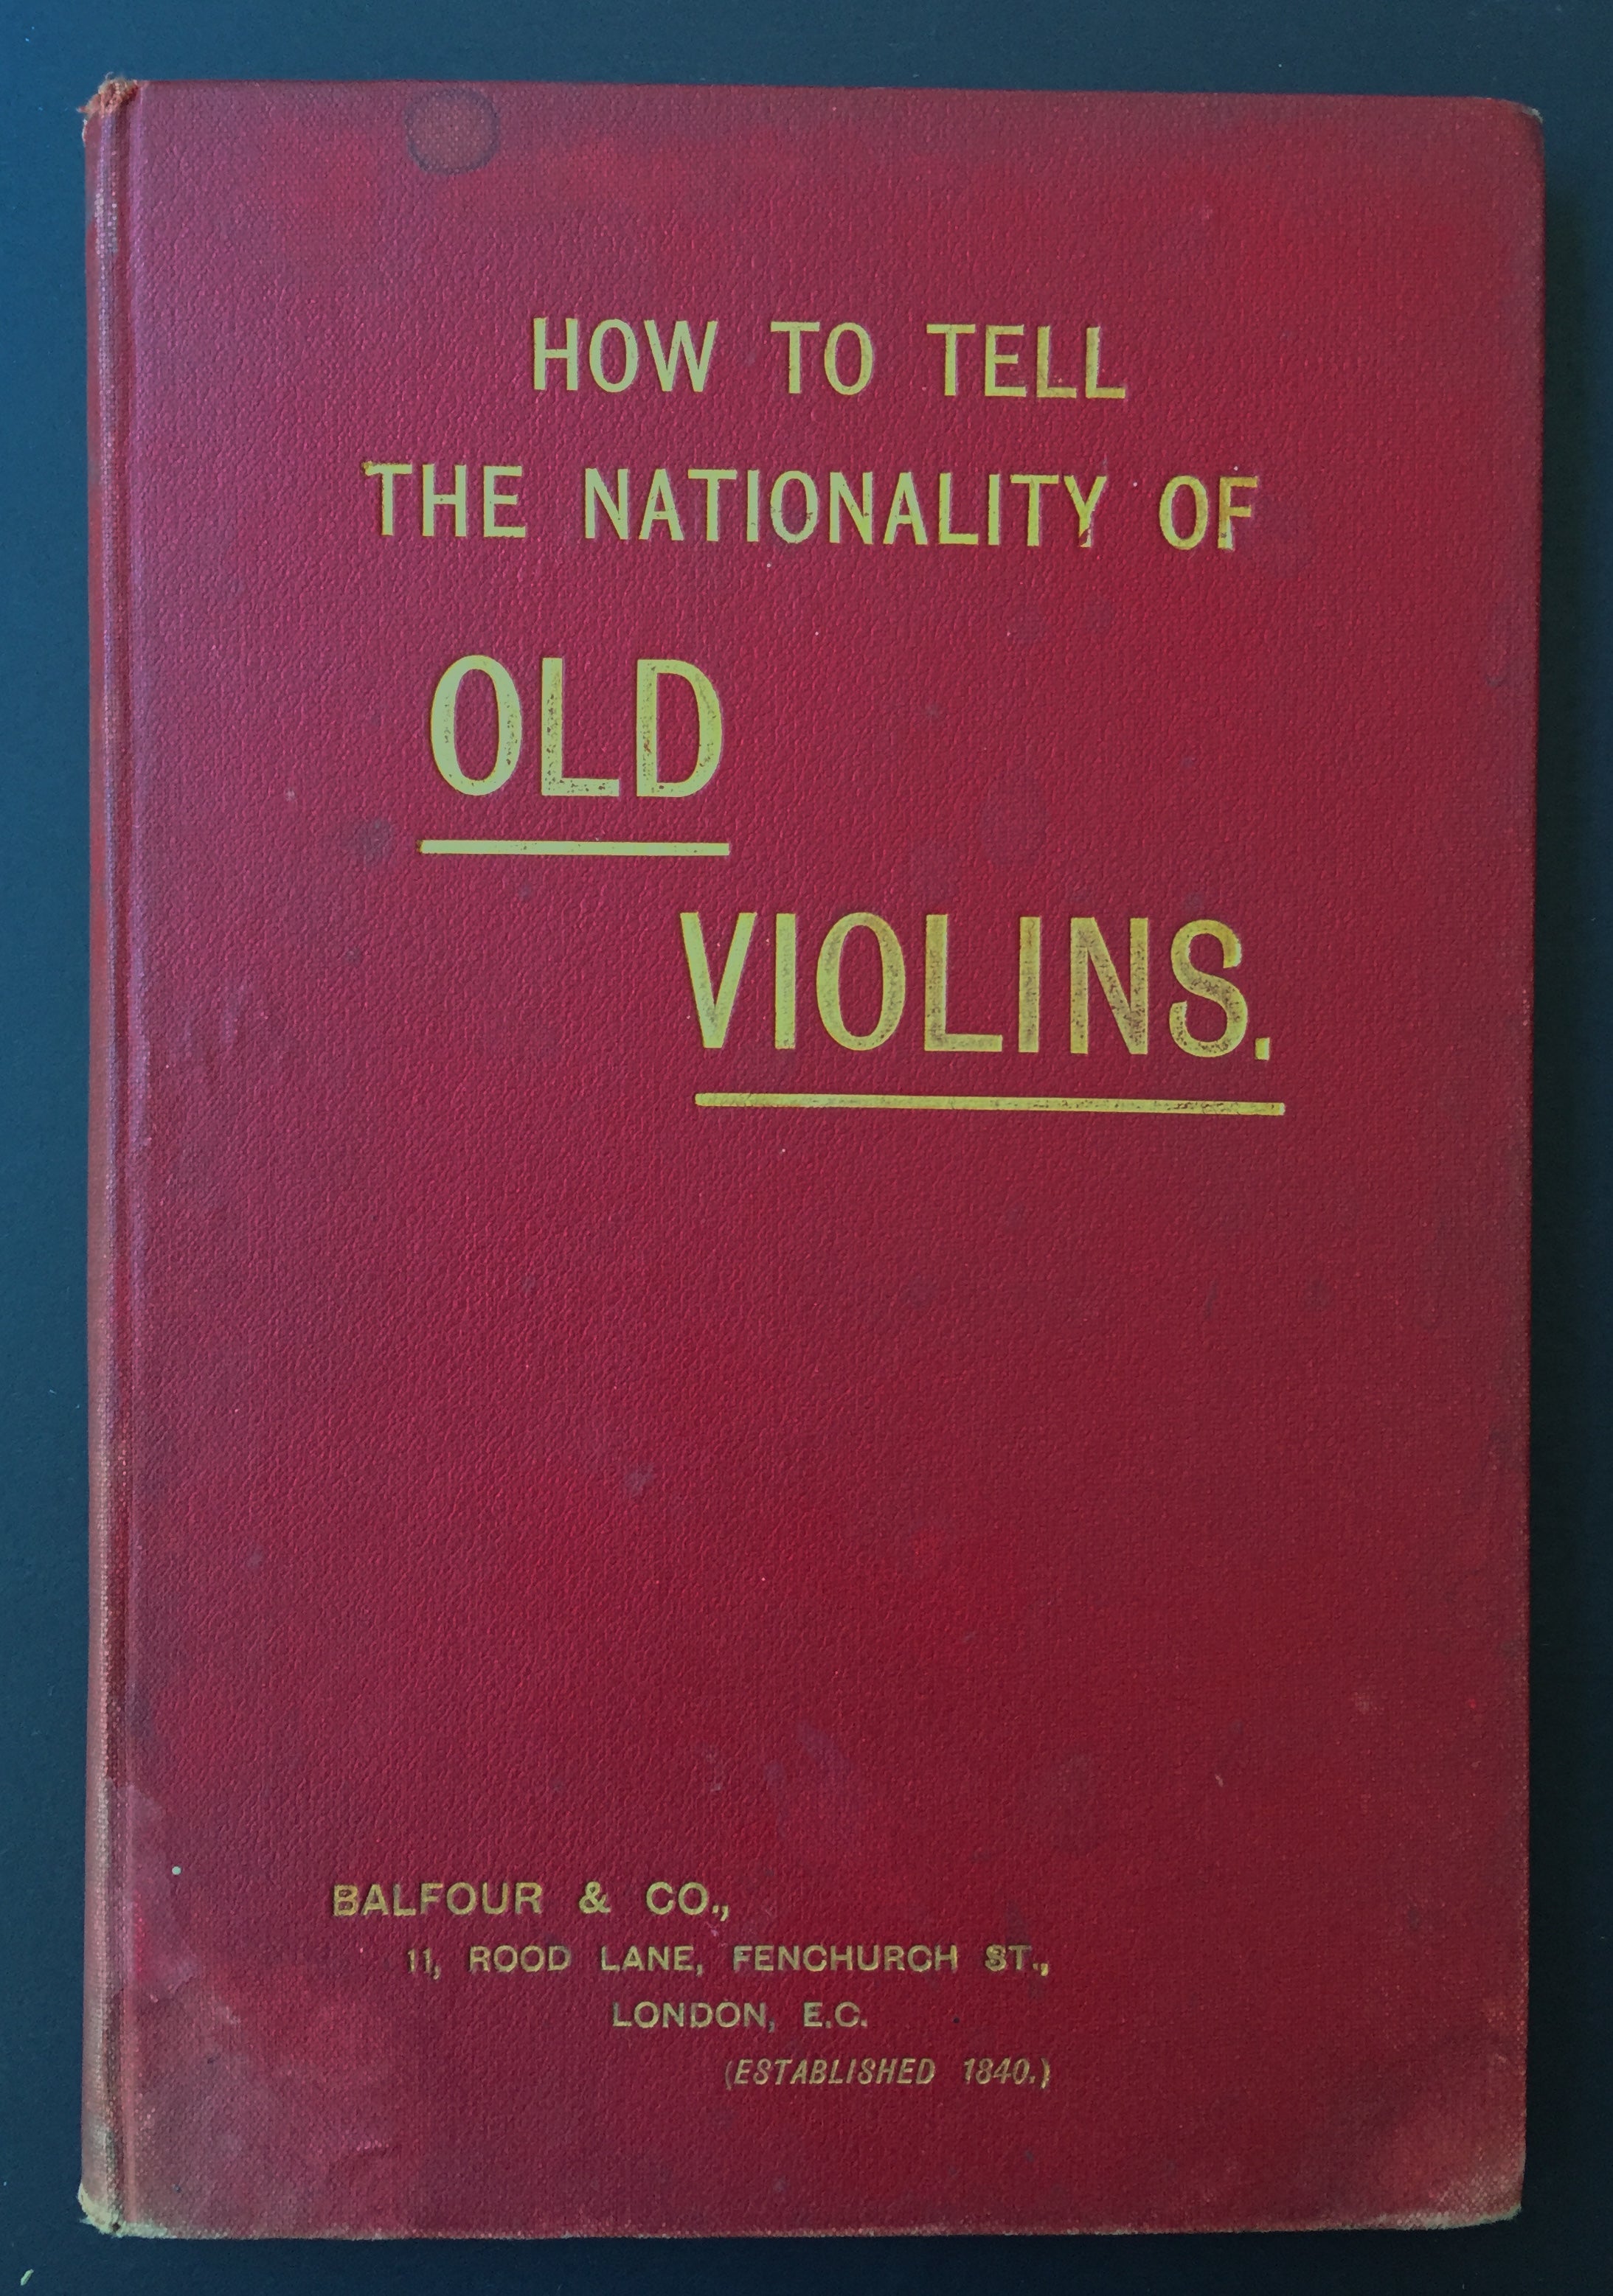 HOW TO TELL
THE NATIONALITY OF
OLD
VIOLINS.
BALFOUR & CO.,
11, ROOD LANE, FENCHURCH ST.,
LONDON, E.C.
(ESTABLISHED 1840.)